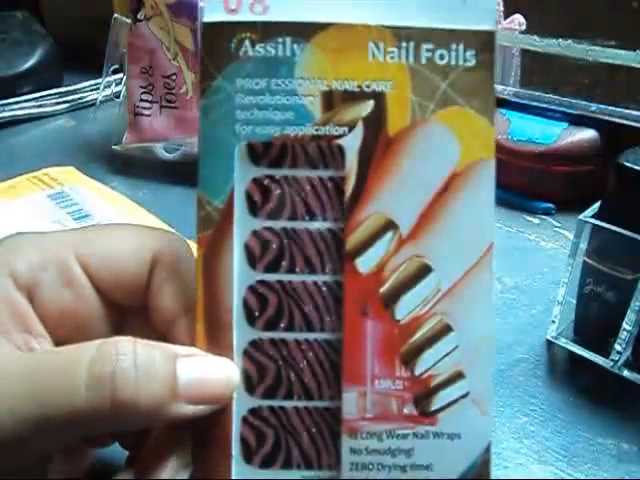 08
Assily
Nail Foils
PROFESSIONAL NAIL CARE
Revolutionary
technique
for easy application
Tips &
Toes
Long Wear Nail Wraps
No Smudging!
ZERO Drying time!